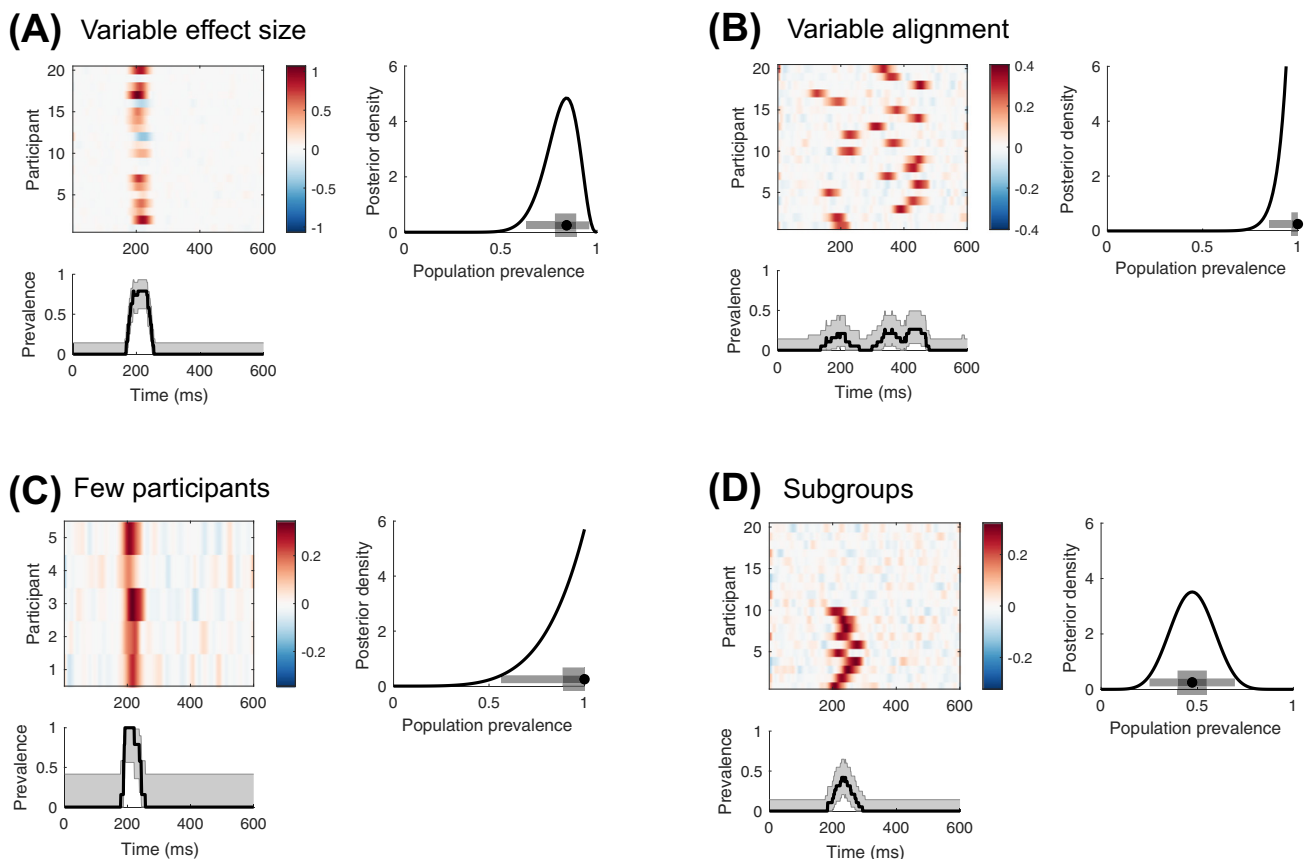 (A) Variable effect size
20
15
10
5
Participant
200 400 600
1
0.5
0
-0.5
-1
Prevalence
1
0.5
0
0 200 400 600
Time (ms)
Posterior density
6
4
2
0
0 0.5 1
Population prevalence
(B) Variable alignment
20
15
10
5
Participant
200 400 600
0.4
0.2
0
-0.2
-0.4
Prevalence
1
0.5
0
0 200 400 600
Time (ms)
Posterior density
6
4
2
0
0 0.5 1
Population prevalence
(C) Few participants
5
4
3
2
1
Participant
200 400 600
0.2
0
-0.2
Prevalence
1
0.5
0
0 200 400 600
Time (ms)
Posterior density
6
4
2
0
0 0.5 1
Population prevalence
(D) Subgroups
20
15
10
5
Participant
200 400 600
0.2
0
-0.2
Prevalence
1
0.5
0
0 200 400 600
Time (ms)
Posterior density
6
4
2
0
0 0.5 1
Population prevalence